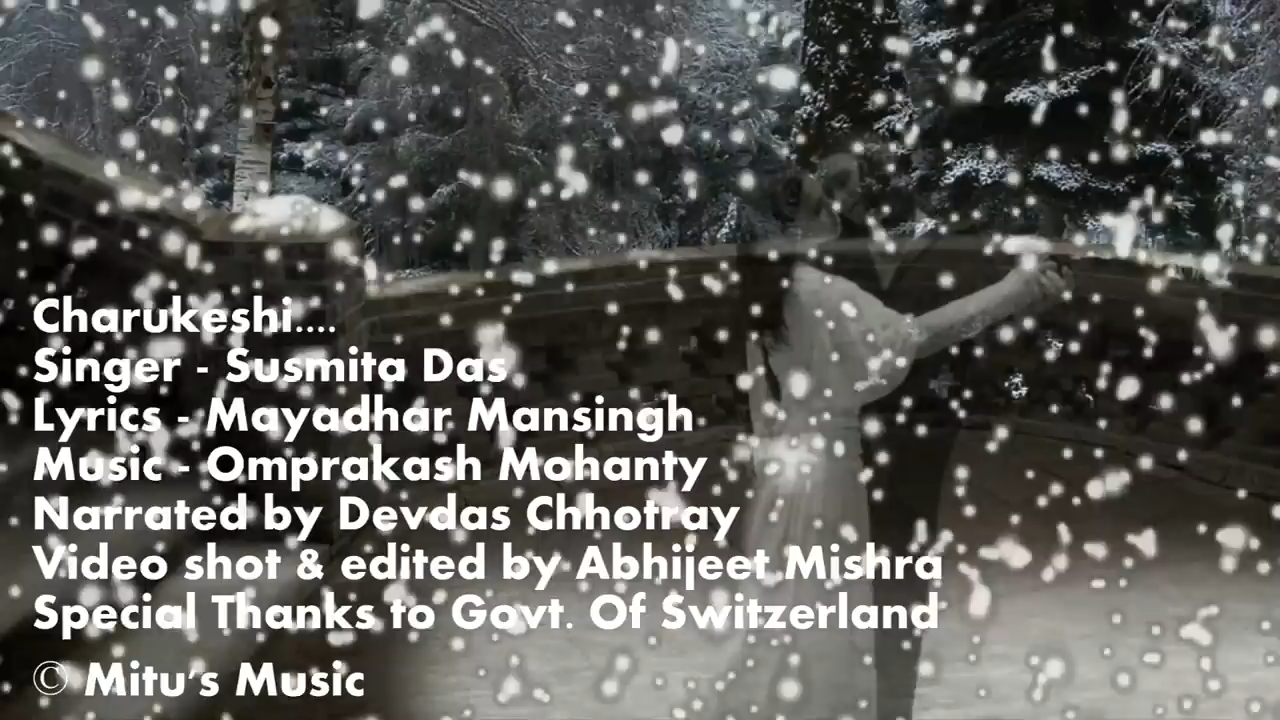 Charukeshi....
Singer - Susmita Das
Lyrics - Mayadhar Mansingh
Music - Omprakash Mohanty
Narrated by Devdas Chhotray
Video shot & edited by Abhijeet Mishra
Special Thanks to Govt. Of Switzerland
© Mitu's Music